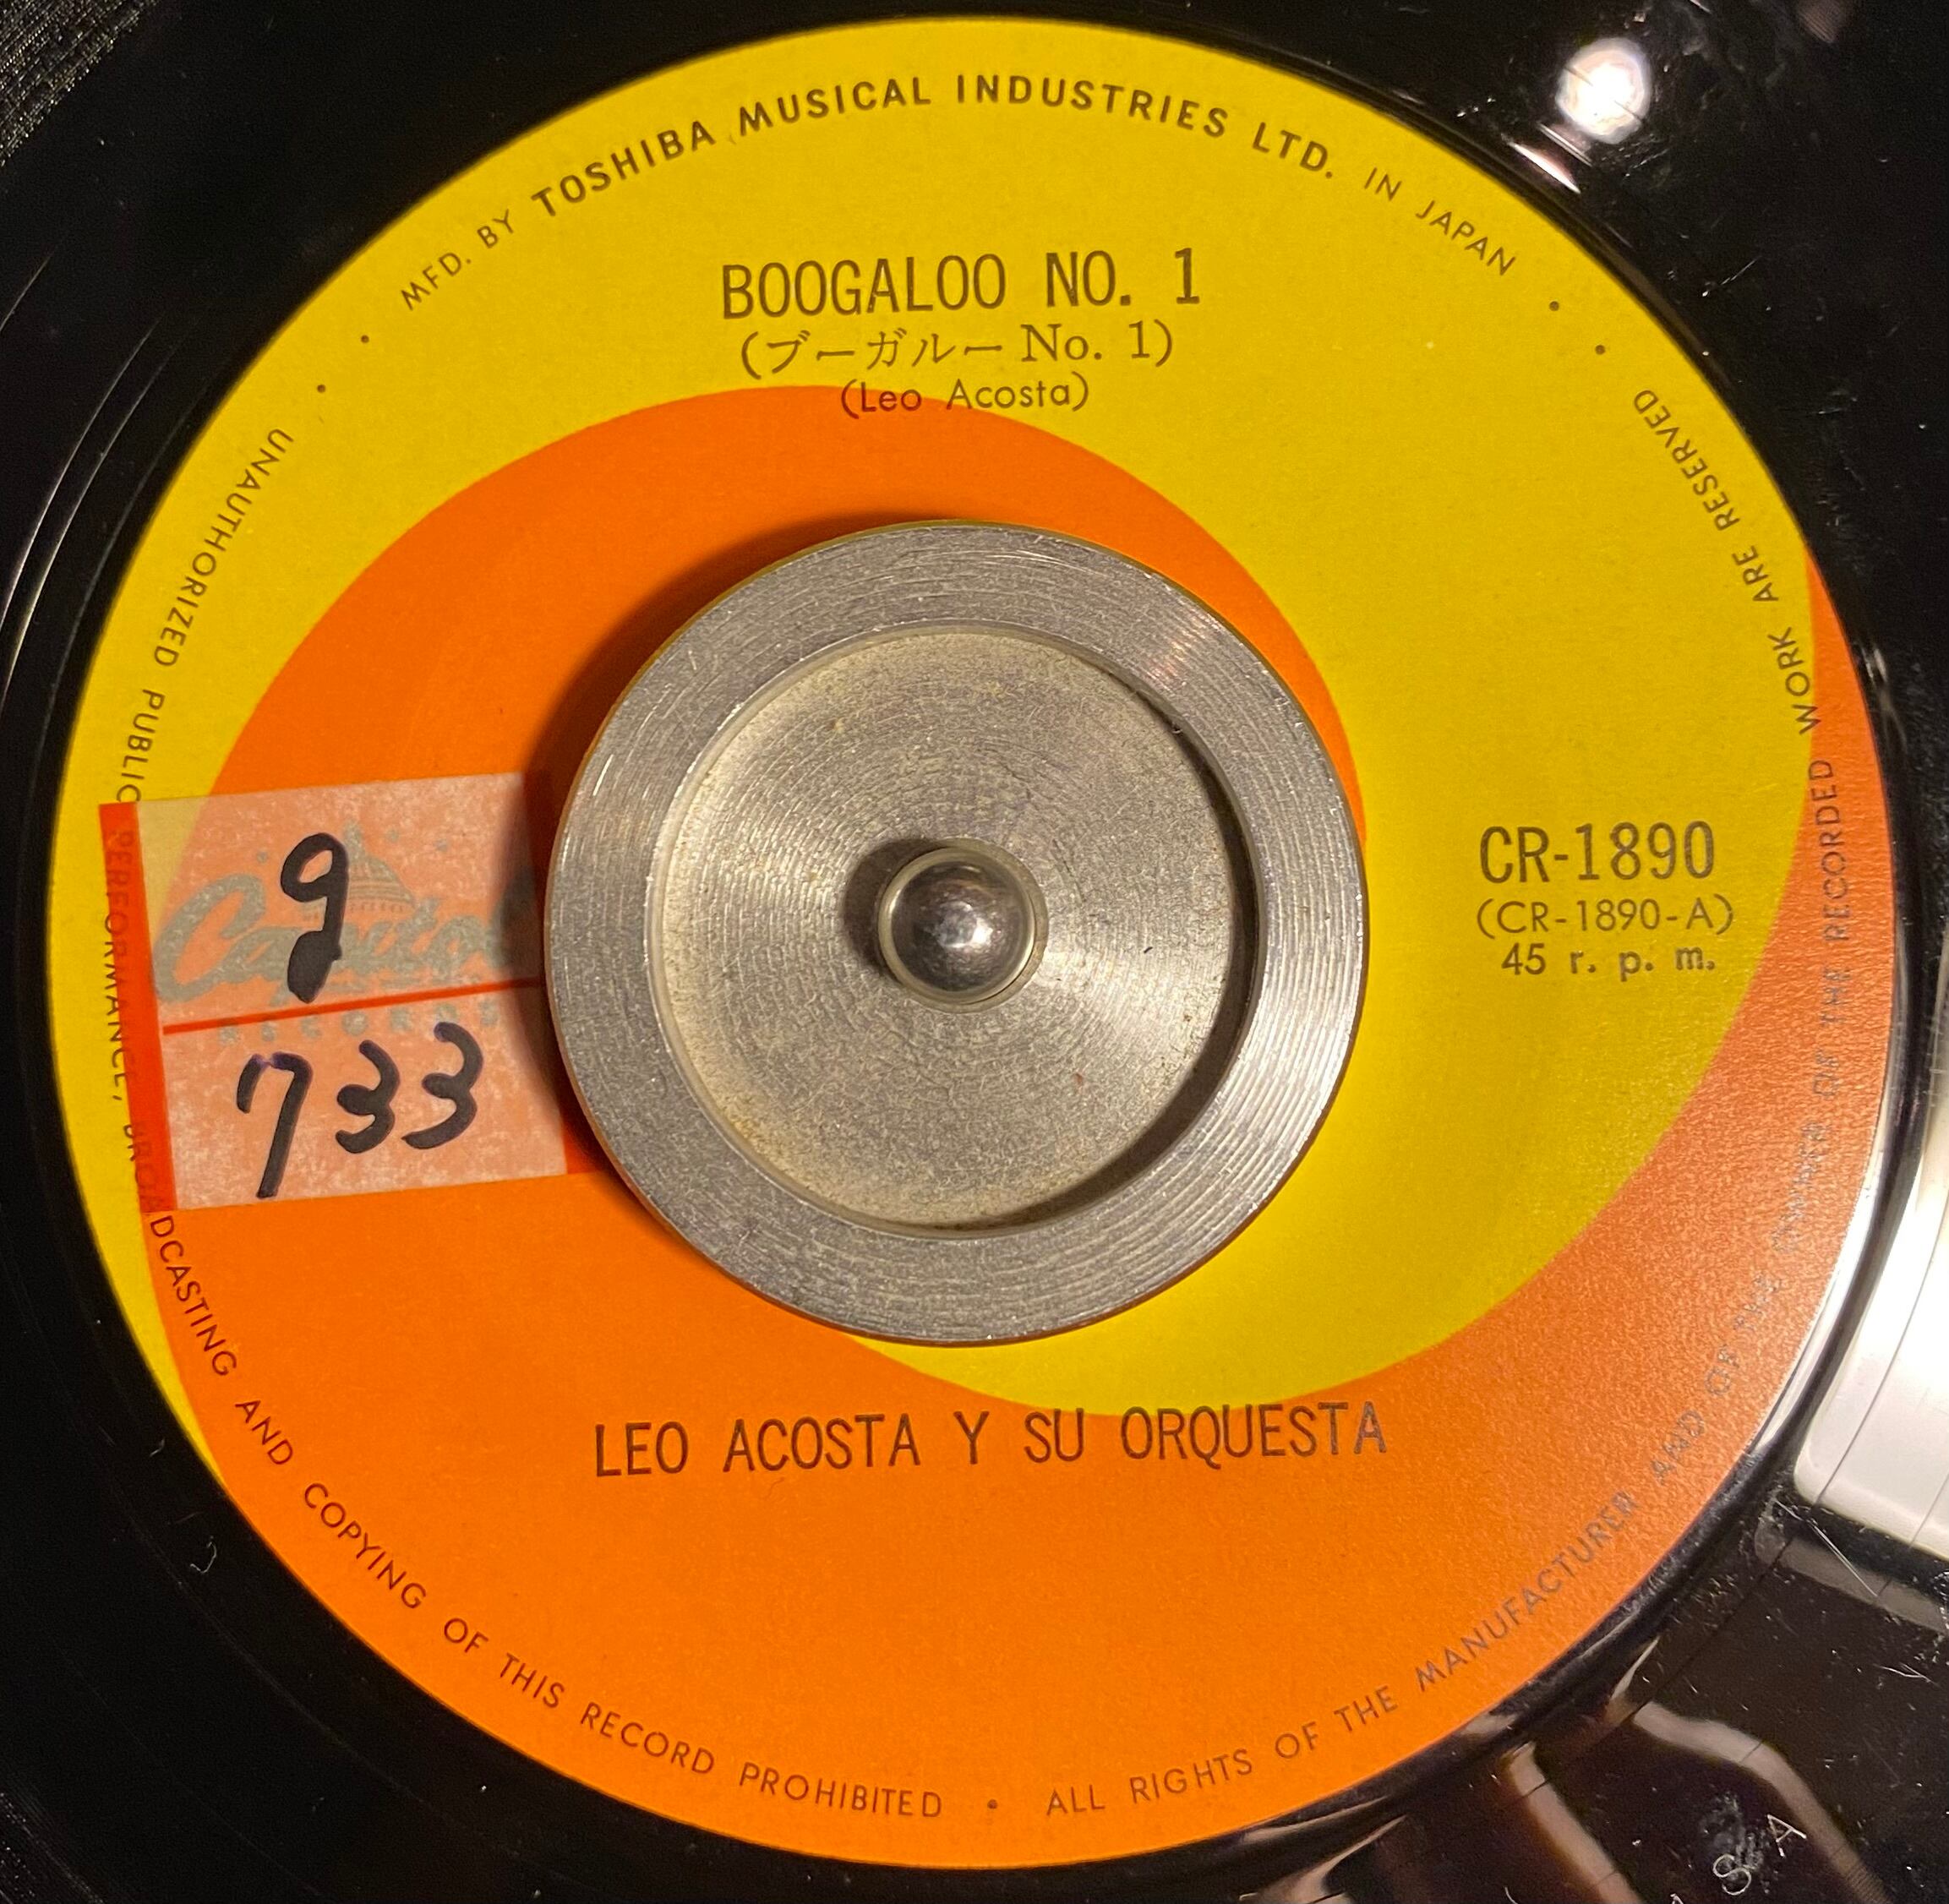 MFD. BY TOSHIBA MUSICAL INDUSTRIES LTD. IN JAPAN
BOOGALOO NO. 1
(ブーガルー No. 1)
(Leo Acosta)
Capitol
RECORDS
9
733
CR-1890
(CR-1890-A)
45 r. p. m.
LEO ACOSTA Y SU ORQUESTA
UNAUTHORIZED PUBLIC PERFORMANCE, BROADCASTING AND COPYING OF THIS RECORD PROHIBITED • ALL RIGHTS OF THE MANUFACTURER AND OF THE OWNER OF THE RECORDED WORK ARE RESERVED
S A